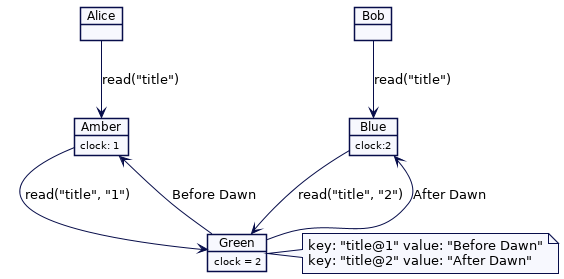 Alice
Bob
read("title")
read("title")
Amber
clock: 1
Blue
clock:2
read("title", "1")
Before Dawn
read("title", "2")
After Dawn
Green
clock = 2
key: "title@1" value: "Before Dawn"
key: "title@2" value: "After Dawn"